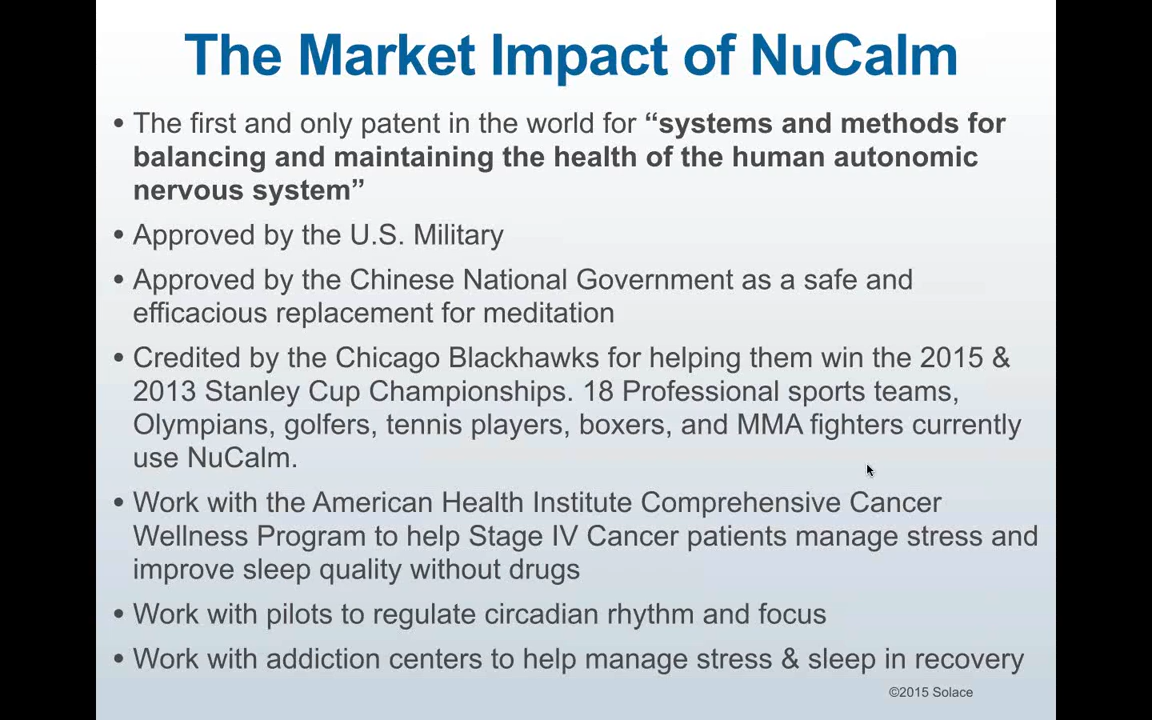 The Market Impact of NuCalm
• The first and only patent in the world for “systems and methods for
balancing and maintaining the health of the human autonomic
nervous system”
• Approved by the U.S. Military
• Approved by the Chinese National Government as a safe and
efficacious replacement for meditation
• Credited by the Chicago Blackhawks for helping them win the 2015 &
2013 Stanley Cup Championships. 18 Professional sports teams,
Olympians, golfers, tennis players, boxers, and MMA fighters currently
use NuCalm.
• Work with the American Health Institute Comprehensive Cancer
Wellness Program to help Stage IV Cancer patients manage stress and
improve sleep quality without drugs
• Work with pilots to regulate circadian rhythm and focus
• Work with addiction centers to help manage stress & sleep in recovery
©2015 Solace